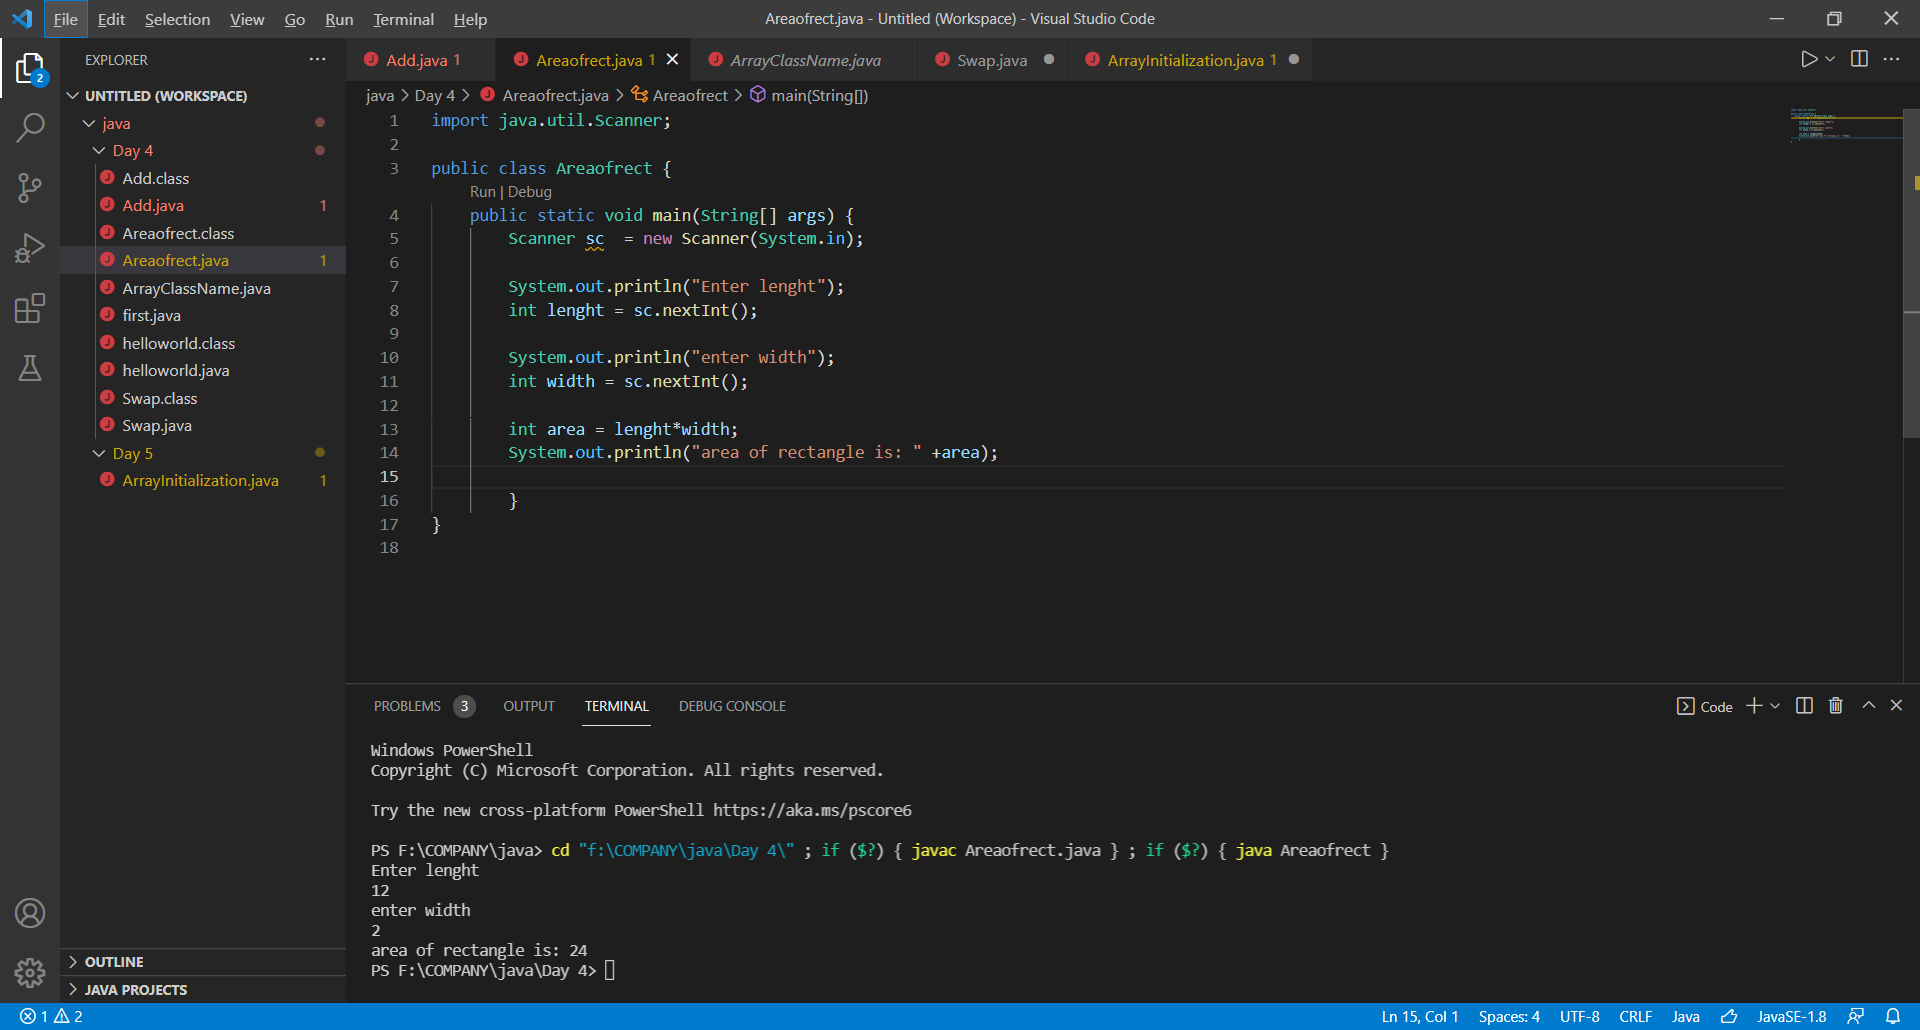 File Edit Selection View Go Run Terminal Help Areaofrect.java - Untitled (Workspace) - Visual Studio Code
2
EXPLORER
UNTITLED (WORKSPACE)
java
Day 4
Add.class
Add.java 1
Areaofrect.class
Areaofrect.java 1
ArrayClassName.java
first.java
helloworld.class
helloworld.java
Swap.class
Swap.java
Day 5
ArrayInitialization.java 1
OUTLINE
JAVA PROJECTS
Add.java 1 Areaofrect.java 1 ArrayClassName.java Swap.java ArrayInitialization.java 1
java > Day 4 > Areaofrect.java > Areaofrect > main(String[])
1 import java.util.Scanner;
2
3 public class Areaofrect {
Run | Debug
4 public static void main(String[] args) {
5 Scanner sc  = new Scanner(System.in);
6
7 System.out.println("Enter lenght");
8 int lenght = sc.nextInt();
9
10 System.out.println("enter width");
11 int width = sc.nextInt();
12
13 int area = lenght*width;
14 System.out.println("area of rectangle is: " +area);
15
16 }
17 }
18
PROBLEMS 3 OUTPUT TERMINAL DEBUG CONSOLE Code
Windows PowerShell
Copyright (C) Microsoft Corporation. All rights reserved.
Try the new cross-platform PowerShell https://aka.ms/pscore6
PS F:\COMPANY\java> cd "f:\COMPANY\java\Day 4\" ; if ($?) { javac Areaofrect.java } ; if ($?) { java Areaofrect }
Enter lenght
12
enter width
2
area of rectangle is: 24
PS F:\COMPANY\java\Day 4>
1 2 Ln 15, Col 1 Spaces: 4 UTF-8 CRLF Java JavaSE-1.8